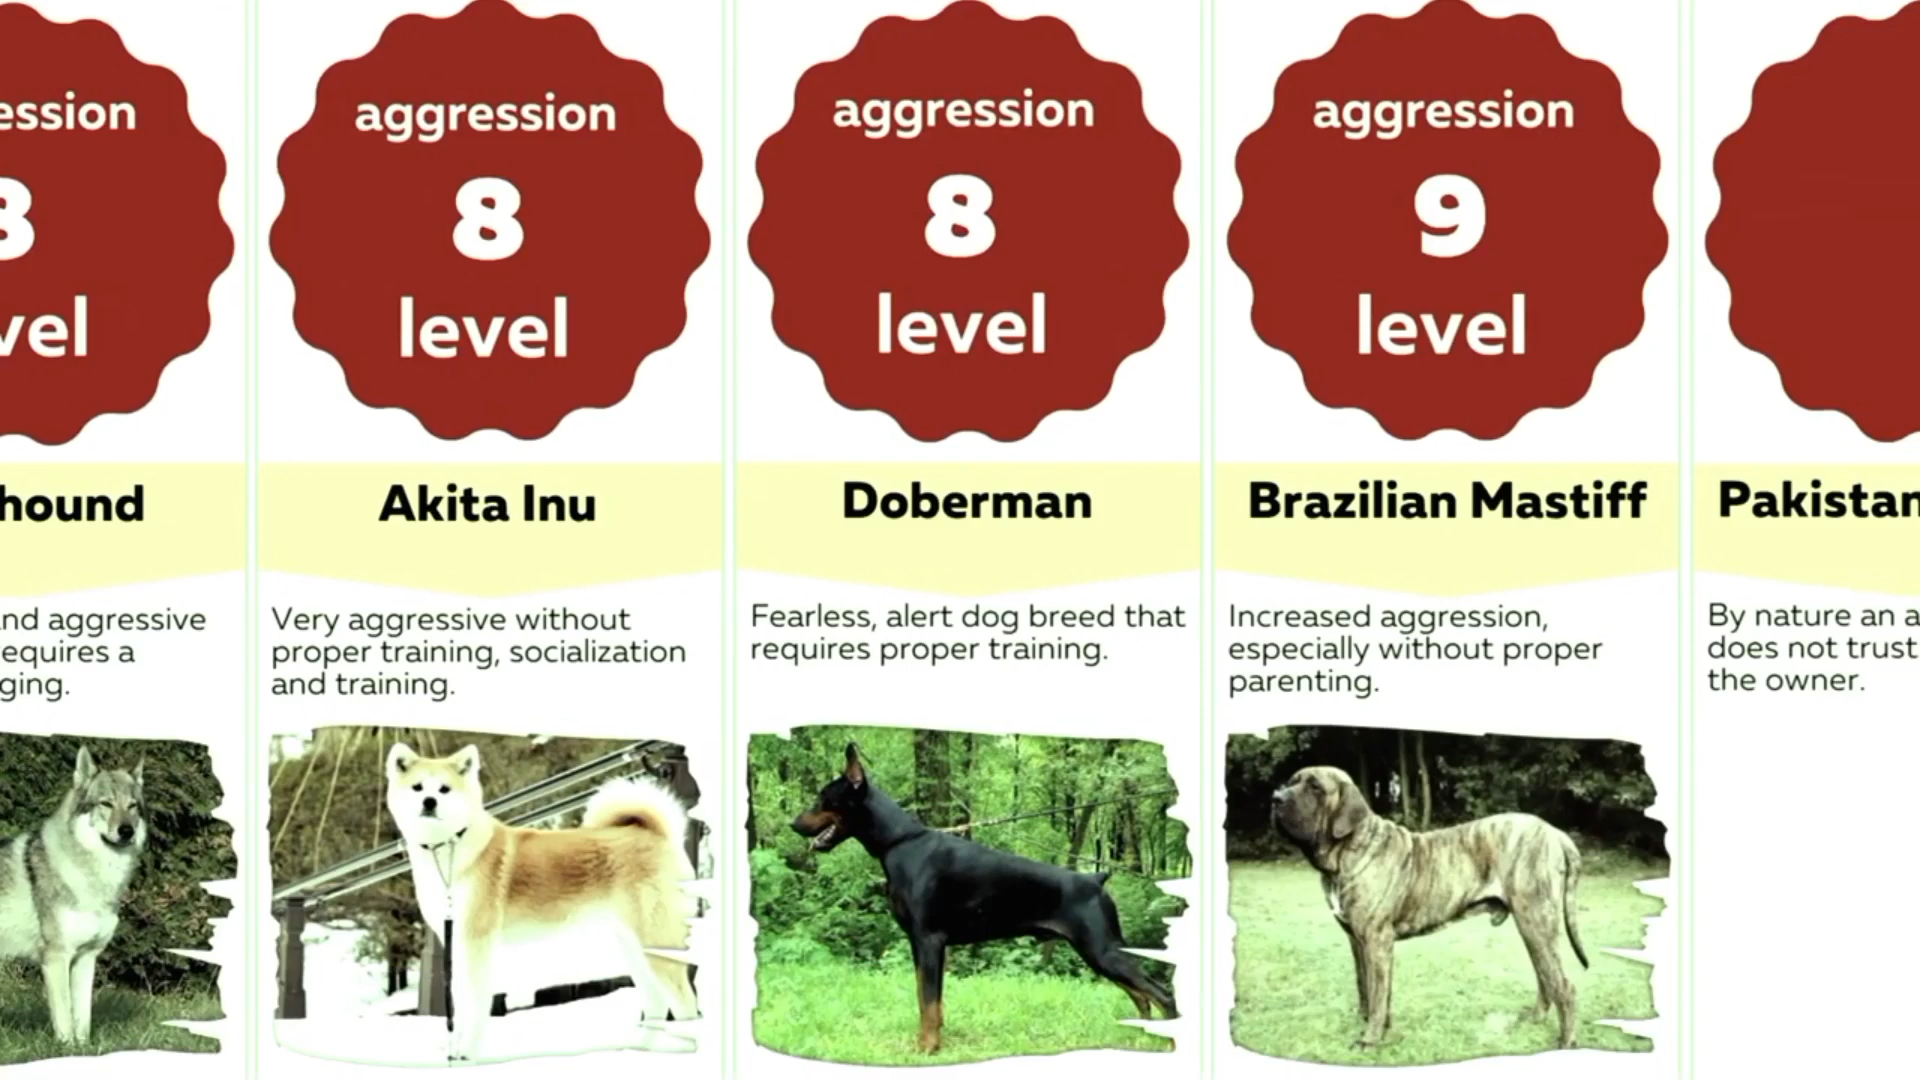 ession
8
vel
hound
nd aggressive
equires a
ging.
aggression
8
level
Akita Inu
Very aggressive without
proper training, socialization
and training.
aggression
8
level
Doberman
Fearless, alert dog breed that
requires proper training.
aggression
9
level
Brazilian Mastiff
Increased aggression,
especially without proper
parenting.
Pakistan
By nature an a
does not trust
the owner.